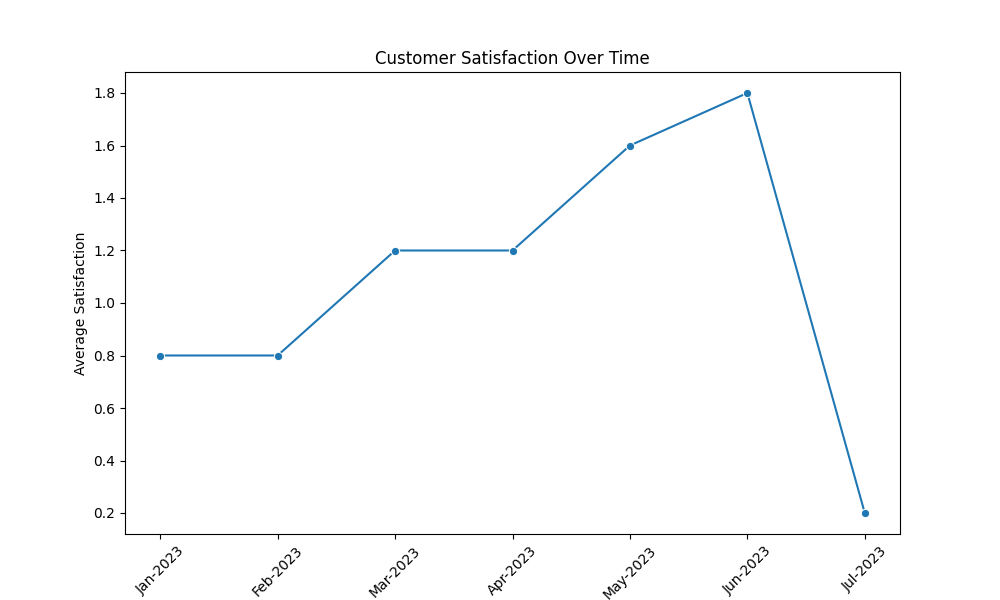 Customer Satisfaction Over Time
1.8
1.6
1.4
1.2
1.0
0.8
0.6
0.4
0.2
Average Satisfaction
Jan-2023
Feb-2023
Mar-2023
Apr-2023
May-2023
Jun-2023
Jul-2023